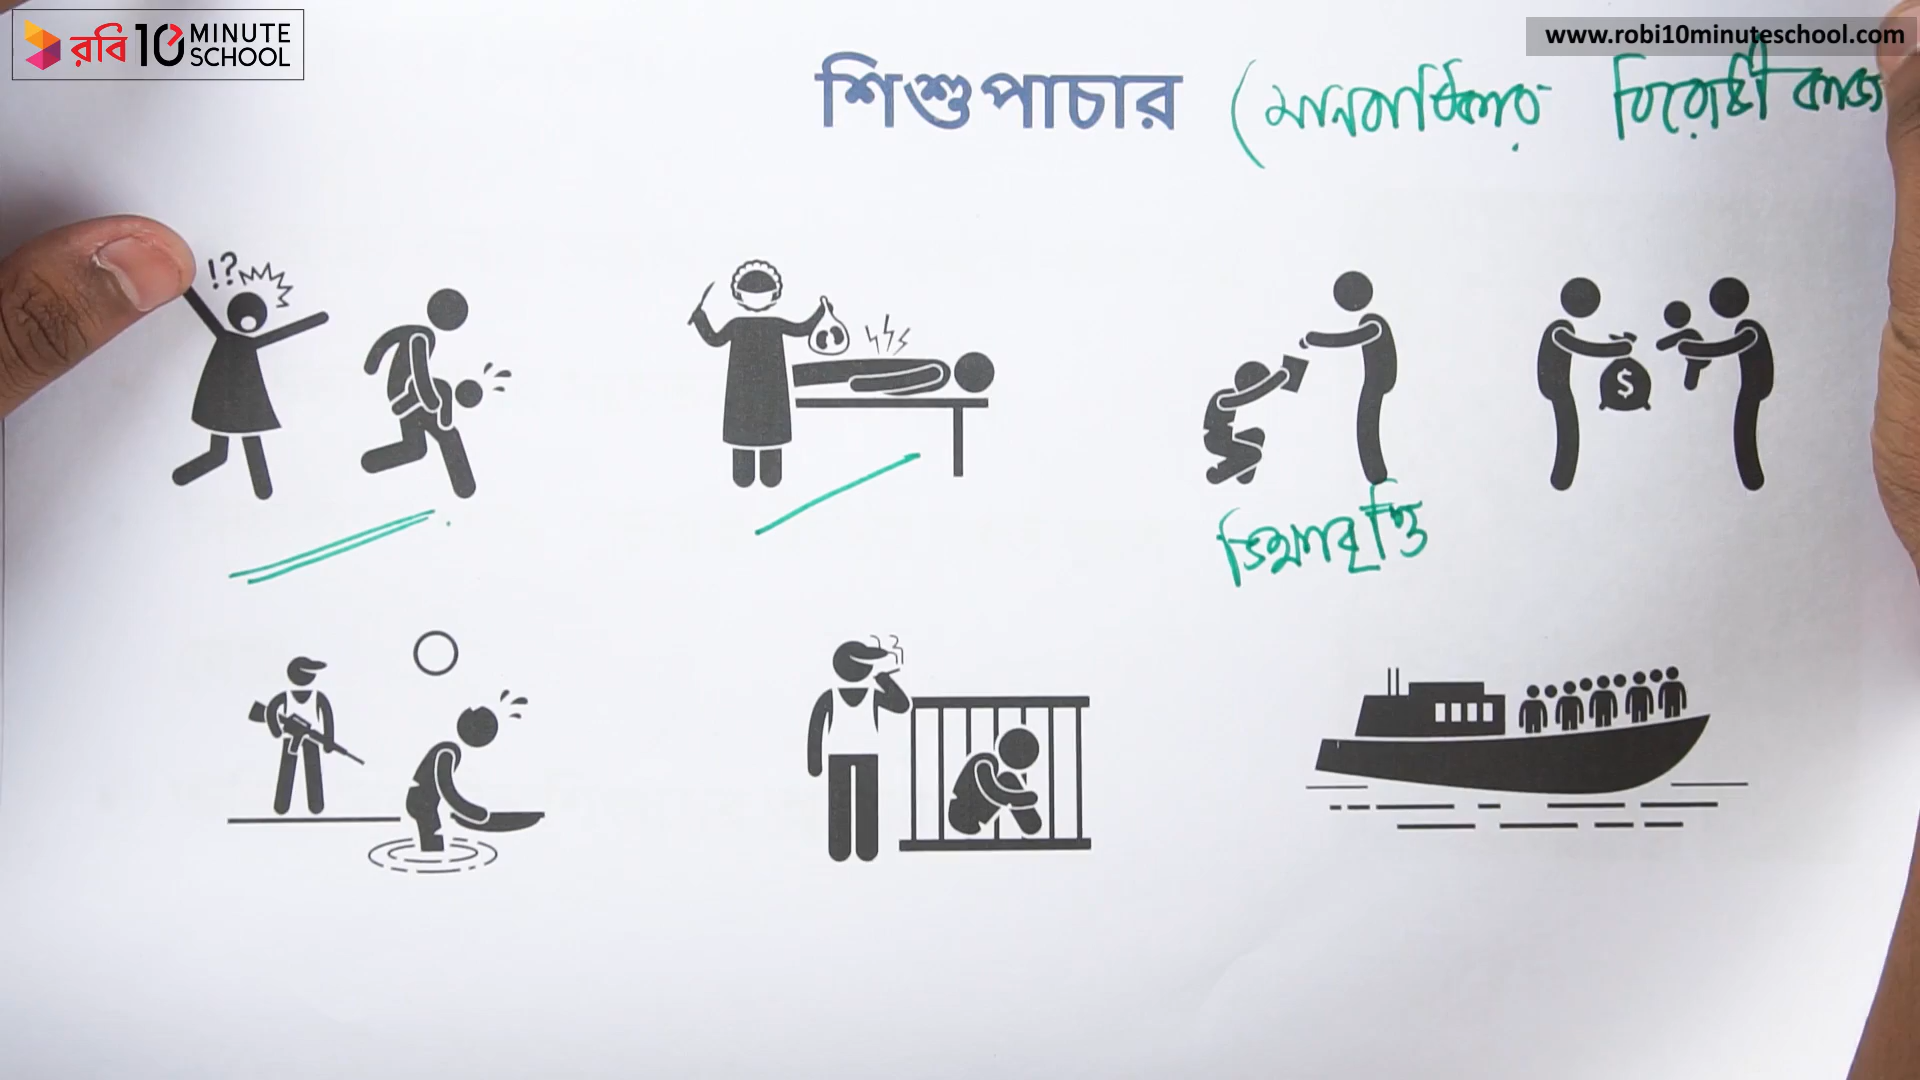 রবি 10 MINUTE SCHOOL
www.robi10minuteschool.com
শিশুপাচার (মানবাধিকার বিরোধী কাজ
!?
$
ভিক্ষাবৃত্তি